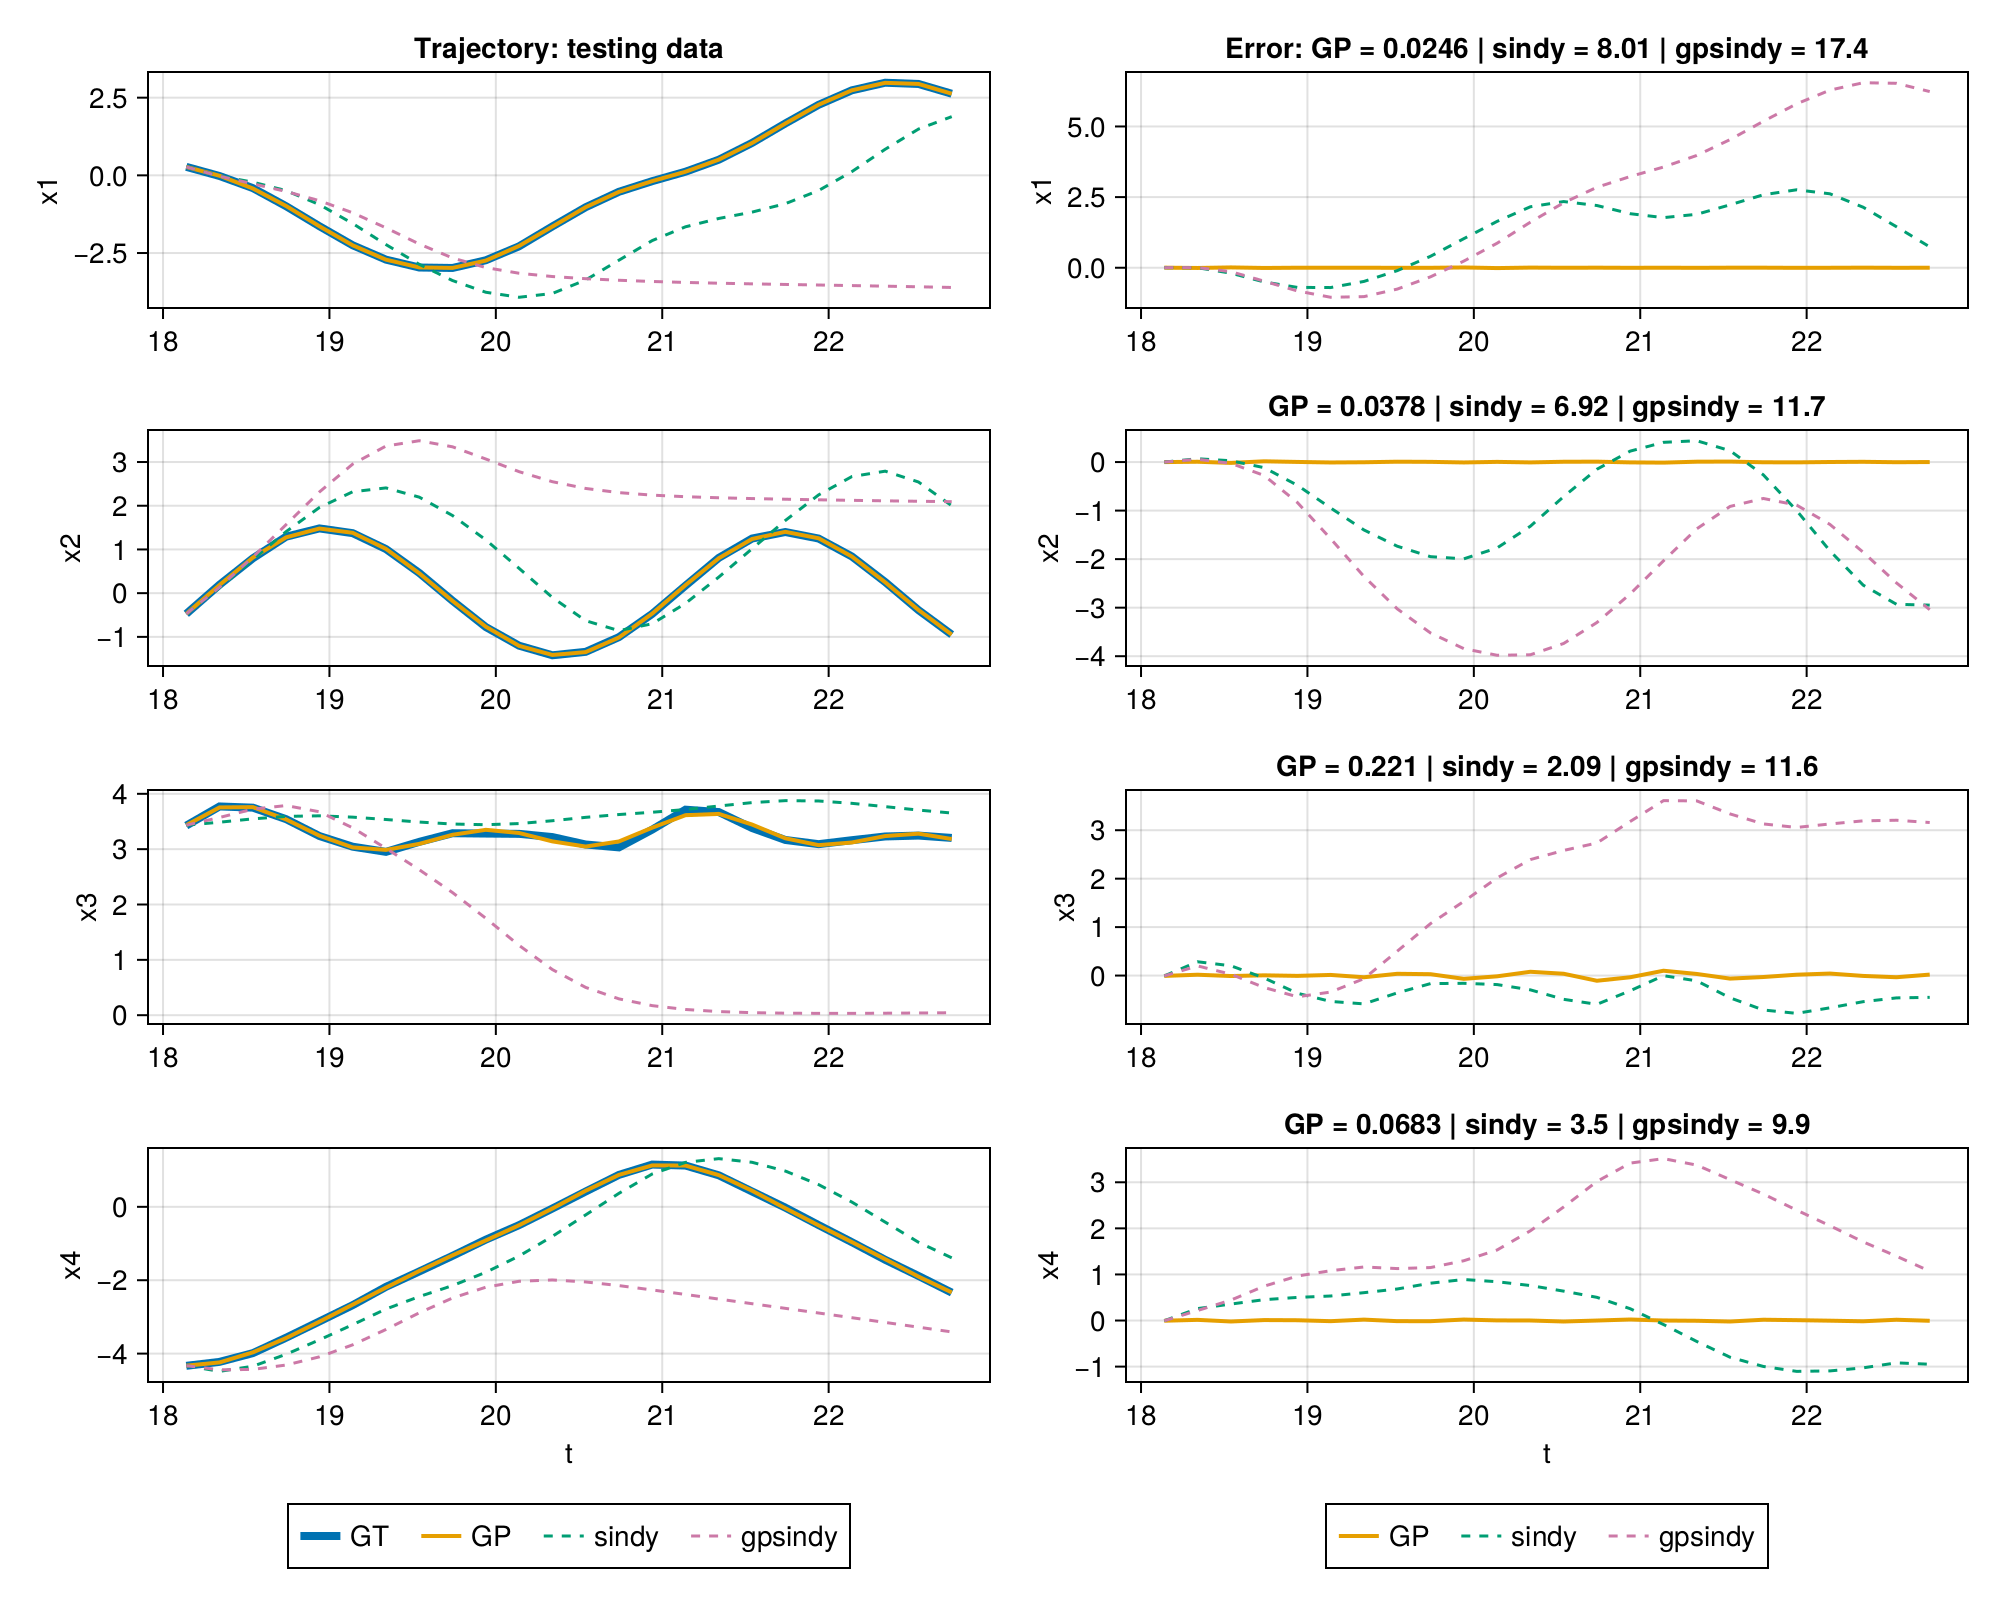 Trajectory: testing data
x1
2.5
0.0
−2.5
18 19 20 21 22
Error: GP = 0.0246 | sindy = 8.01 | gpsindy = 17.4
x1
5.0
2.5
0.0
18 19 20 21 22
x2
3
2
1
0
−1
18 19 20 21 22
GP = 0.0378 | sindy = 6.92 | gpsindy = 11.7
x2
0
−1
−2
−3
−4
18 19 20 21 22
x3
4
3
2
1
0
18 19 20 21 22
GP = 0.221 | sindy = 2.09 | gpsindy = 11.6
x3
3
2
1
0
18 19 20 21 22
x4
0
−2
−4
18 19 20 21 22
t
GP = 0.0683 | sindy = 3.5 | gpsindy = 9.9
x4
3
2
1
0
−1
18 19 20 21 22
t
GT GP sindy gpsindy
GP sindy gpsindy